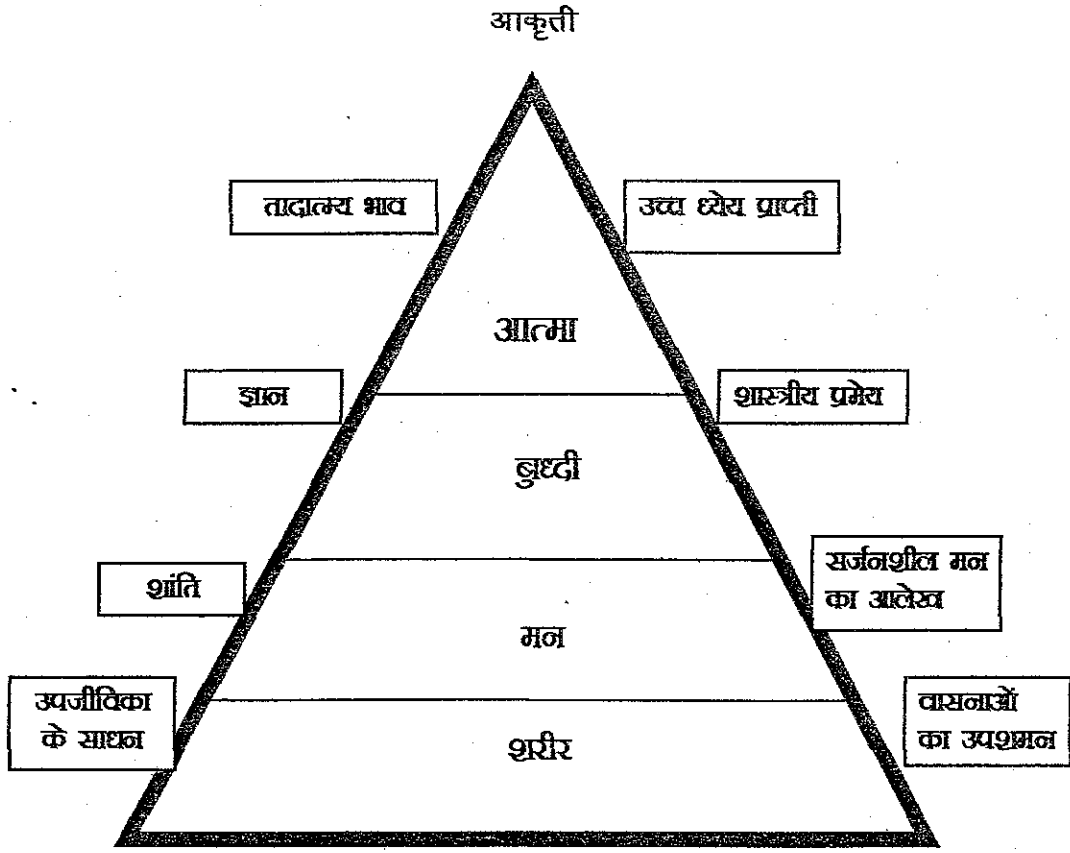 आकृती
तादात्म्य भाव
उच्च ध्येय प्राप्ती
आत्मा
ज्ञान
शास्त्रीय प्रमेय
बुध्दी
शांति
सर्जनशील मन
का आलेख
मन
उपजीविका
के साधन
वासनाओं
का उपशमन
शरीर